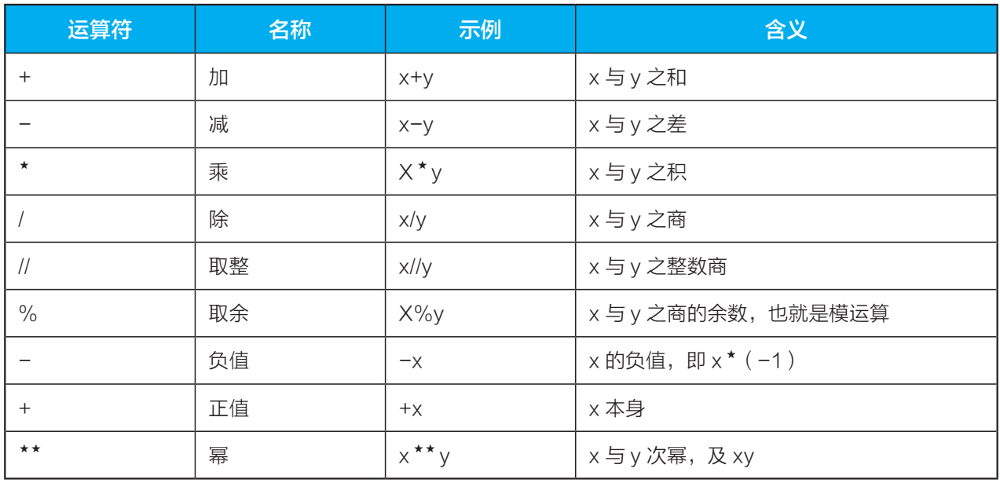 运算符 名称 示例 含义
+ 加 x+y x 与 y 之和
- 减 x-y x 与 y 之差
★ 乘 X★y x 与 y 之积
/ 除 x/y x 与 y 之商
// 取整 x//y x 与 y 之整数商
% 取余 X%y x 与 y 之商的余数，也就是模运算
- 负值 -x x 的负值，即 x★（-1）
+ 正值 +x x 本身
★★ 幂 x★★y x 与 y 次幂，及 xy